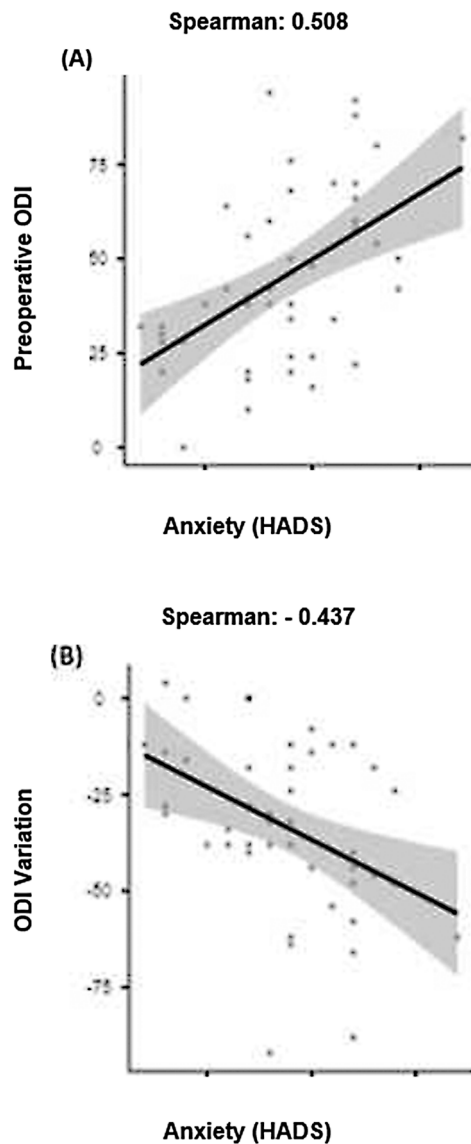 Spearman: 0.508
(A)
Preoperative ODI
75
50
25
0
Anxiety (HADS)
Spearman: - 0.437
(B)
ODI Variation
0
-25
-50
-75
Anxiety (HADS)